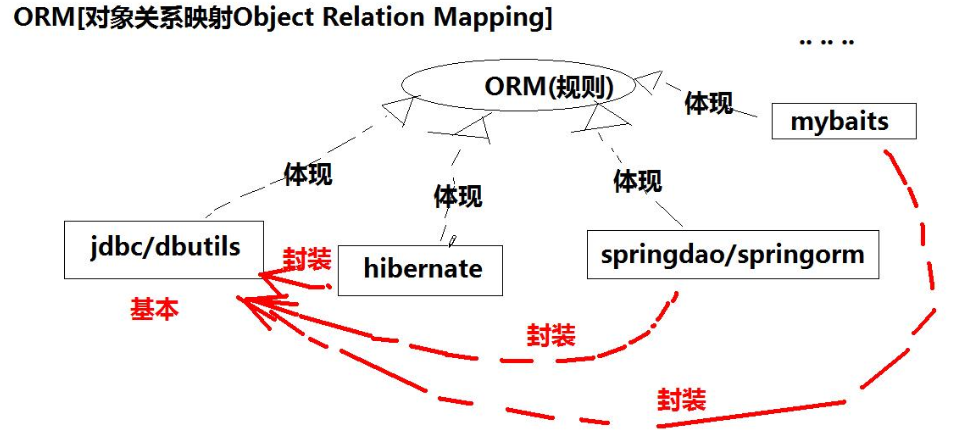 ORM[对象关系映射Object Relation Mapping]
.. .. ..
ORM(规则)
体现
mybaits
体现
体现
体现
jdbc/dbutils
封装
hibernate
springdao/springorm
基本
封装
封装